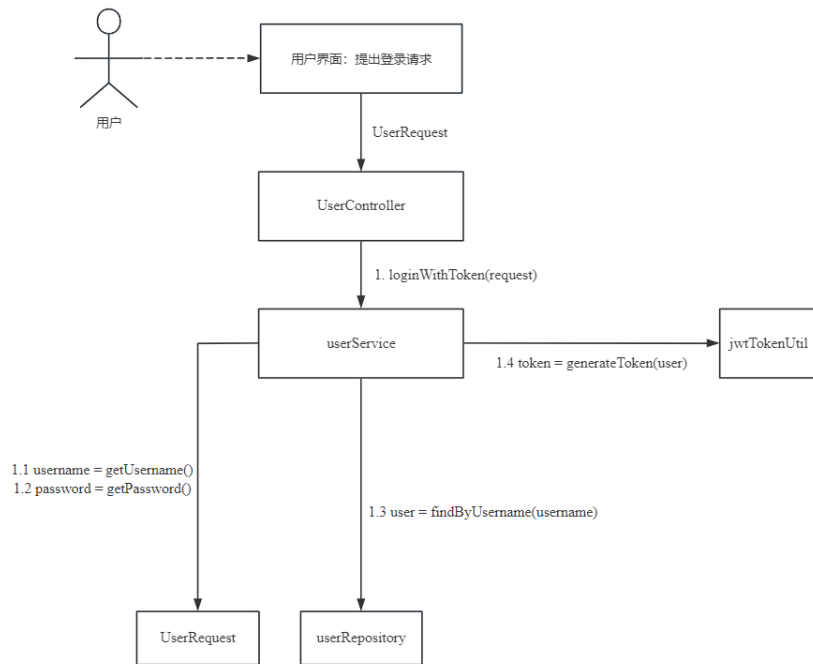 用户界面：提出登录请求
用户
UserRequest
UserController
1. loginWithToken(request)
userService
jwtTokenUtil
1.4 token = generateToken(user)
1.1 username = getUsername()
1.2 password = getPassword()
1.3 user = findByUsername(username)
UserRequest
userRepository